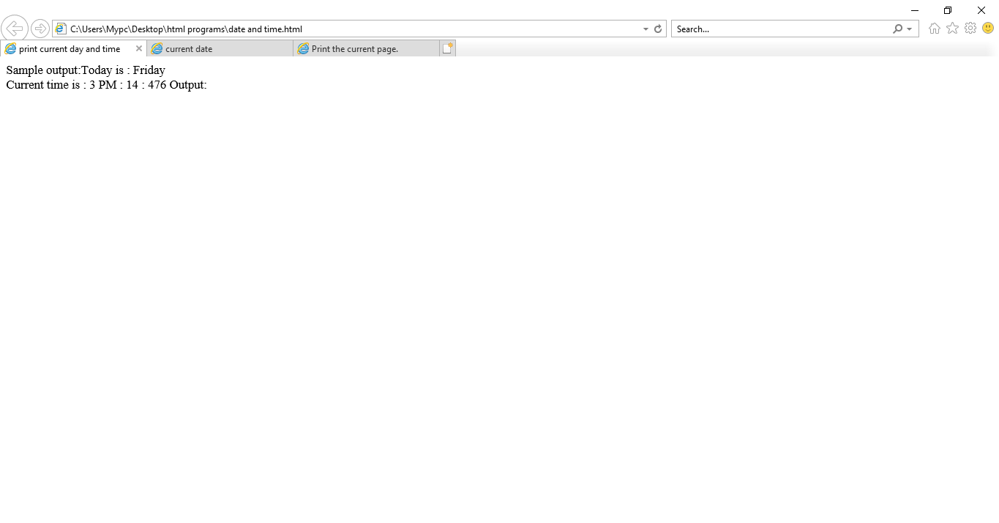 C:\Users\Mypc\Desktop\html programs\date and time.html
Search...
print current day and time
current date
Print the current page.
Sample output:Today is : Friday
Current time is : 3 PM : 14 : 476 Output: